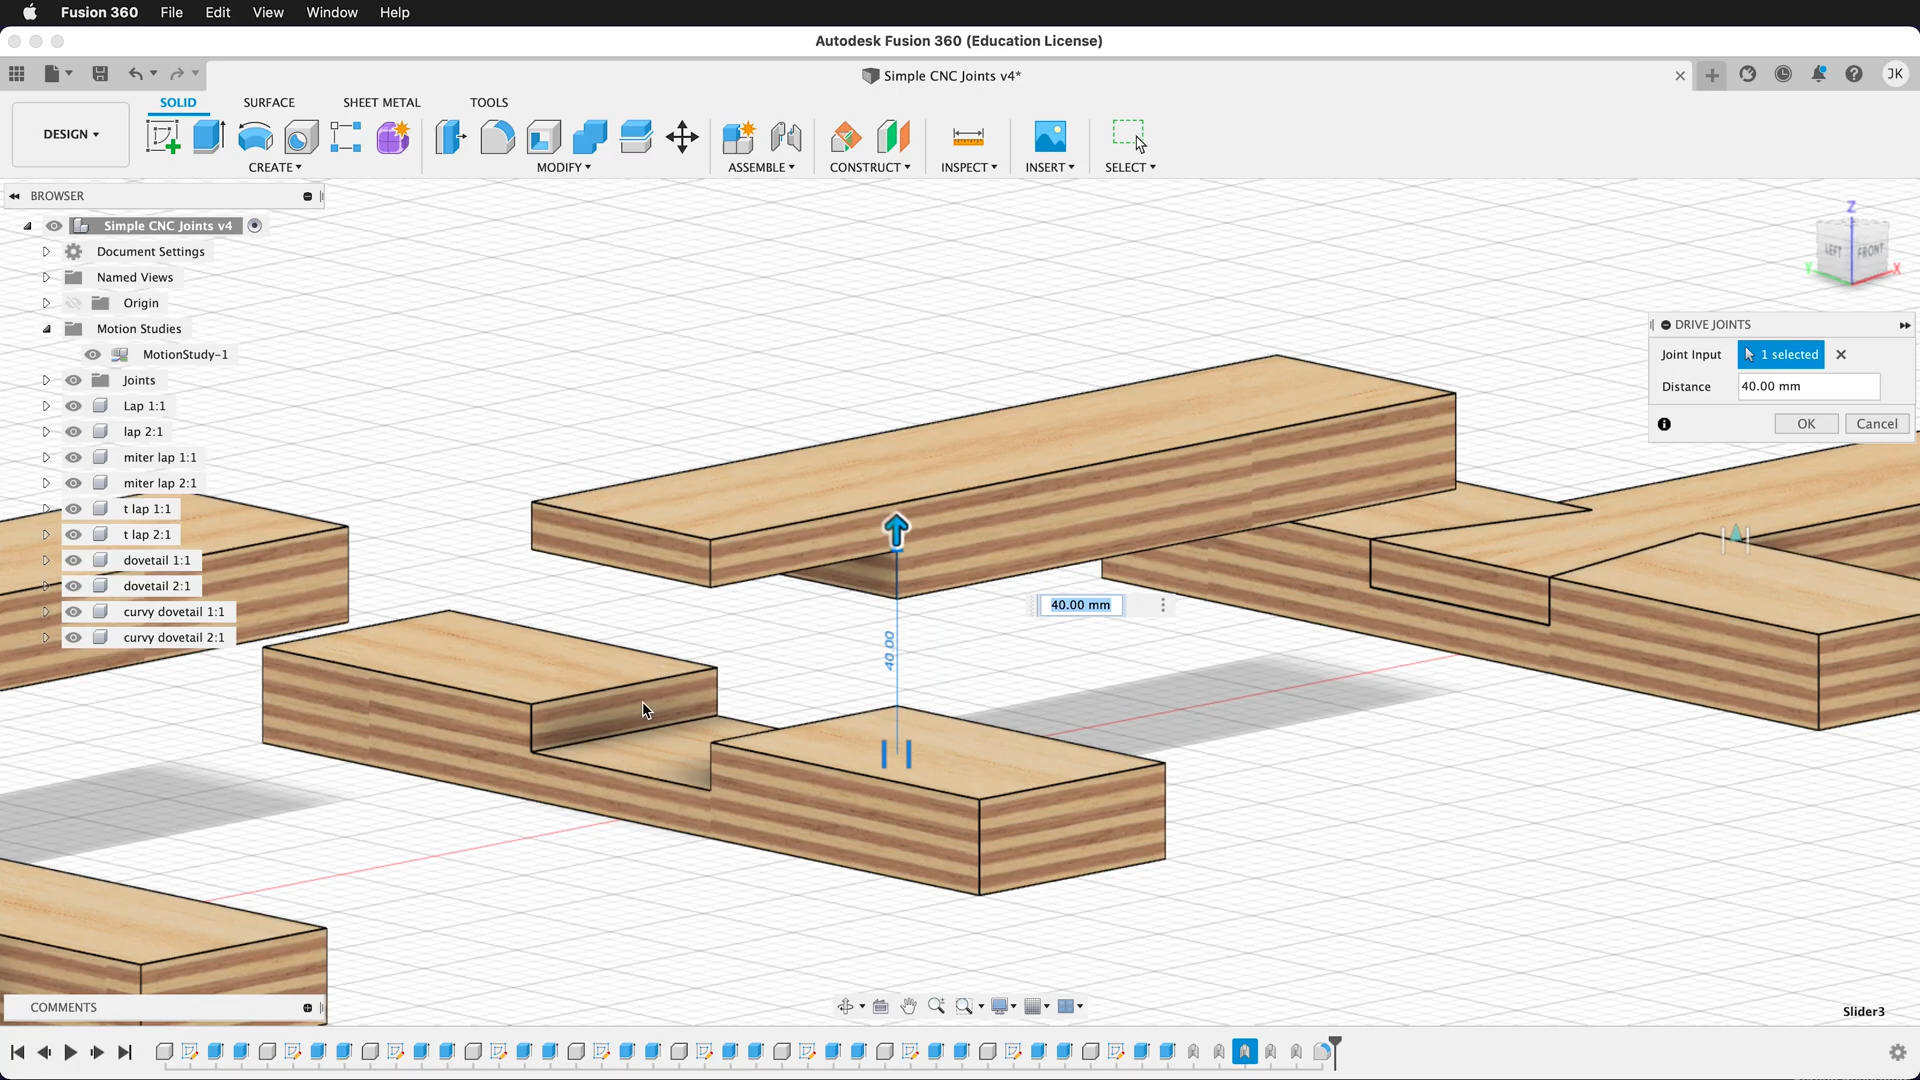 Fusion 360 File Edit View Window Help
Autodesk Fusion 360 (Education License)
Simple CNC Joints v4*
JK
SOLID SURFACE SHEET METAL TOOLS
DESIGN
CREATE MODIFY ASSEMBLE CONSTRUCT INSPECT INSERT SELECT
BROWSER
Simple CNC Joints v4
Document Settings
Named Views
Origin
Motion Studies
MotionStudy-1
Joints
Lap 1:1
lap 2:1
miter lap 1:1
miter lap 2:1
t lap 1:1
t lap 2:1
dovetail 1:1
dovetail 2:1
curvy dovetail 1:1
curvy dovetail 2:1
Z
LEFT FRONT
Y X
DRIVE JOINTS
Joint Input 1 selected
Distance 40.00 mm
OK Cancel
40.00 mm
40.00
COMMENTS
Slider3